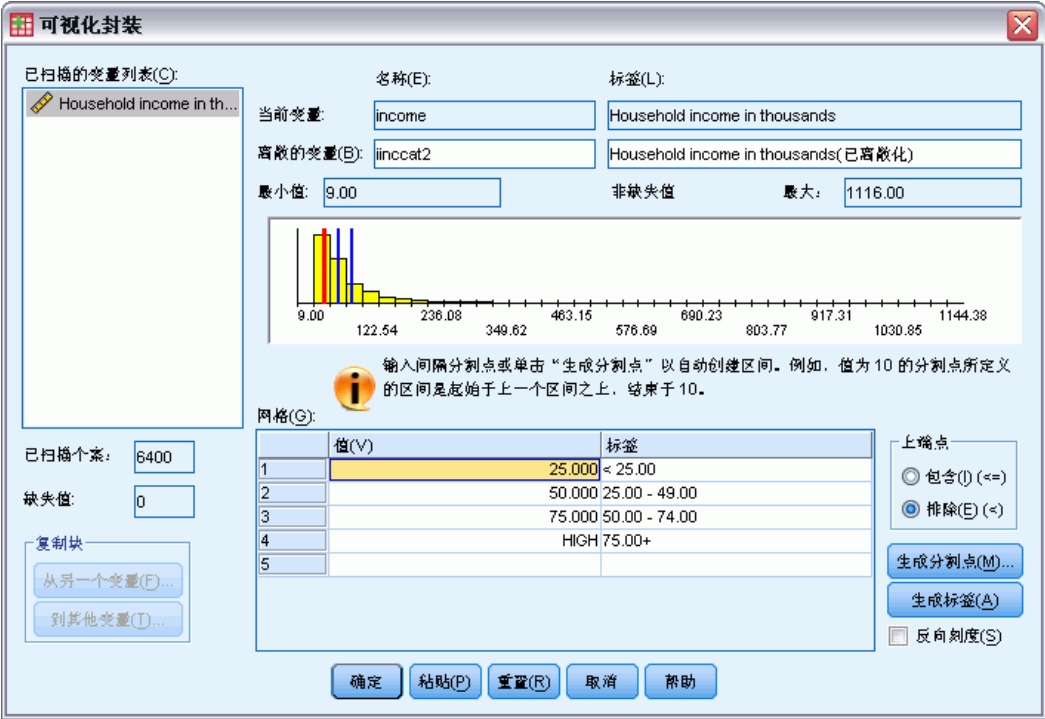 可视化封装
已扫描的变量列表(C):
Household income in th...
名称(E):
标签(L):
当前变量:
income
Household income in thousands
离散的变量(B):
iinccat2
Household income in thousands(已离散化)
最小值:
9.00
非缺失值
最大:
1116.00
9.00
122.54
236.08
349.62
463.15
576.69
690.23
803.77
917.31
1030.85
1144.38
输入间隔分割点或单击“生成分割点”以自动创建区间。例如,值为 10 的分割点所定义
的区间是起始于上一个区间之上,结束于 10。
网格(G):
值(V) 标签
1 25.000 < 25.00
2 50.000 25.00 - 49.00
3 75.000 50.00 - 74.00
4 HIGH 75.00+
5
已扫描个案:
6400
缺失值:
0
复制块
从另一个变量(F)...
到其他变量(T)...
上端点
包含(I) (<=)
排除(E) (<)
生成分割点(M)...
生成标签(A)
反向刻度(S)
确定
粘贴(P)
重置(R)
取消
帮助